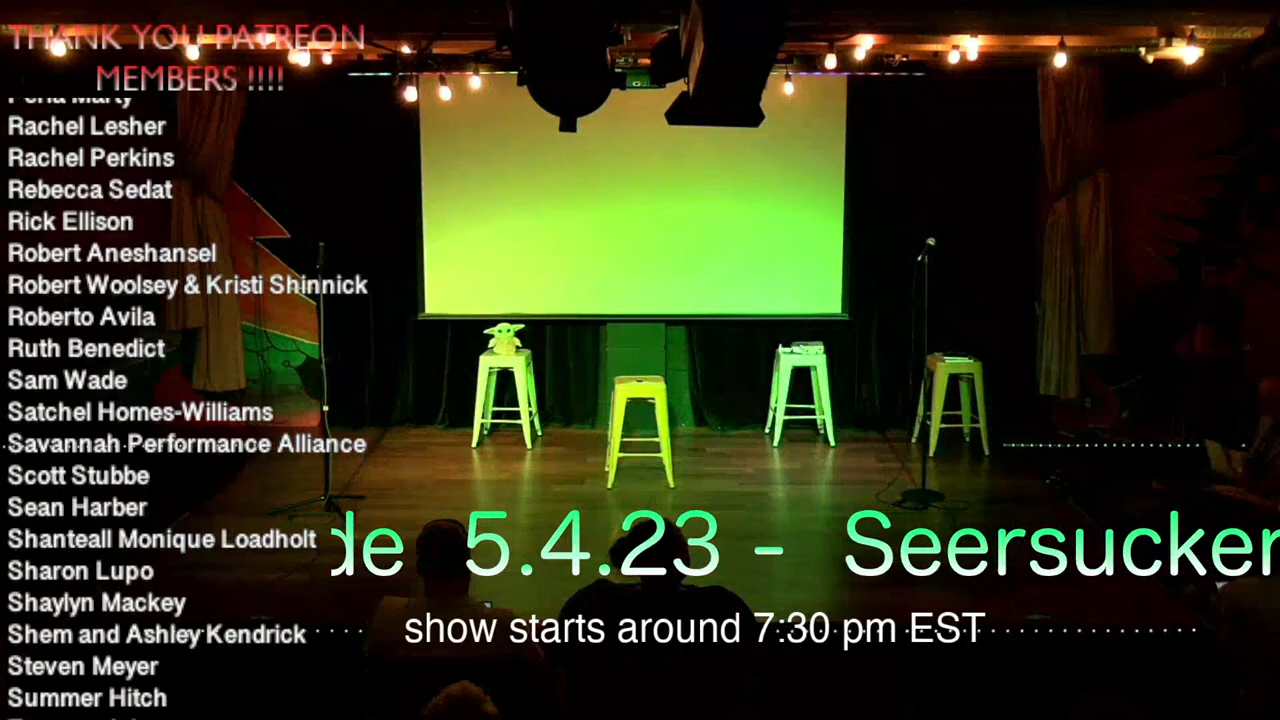 THANK YOU PATREON
MEMBERS !!!!
Perla Marty
Rachel Lesher
Rachel Perkins
Rebecca Sedat
Rick Ellison
Robert Aneshansel
Robert Woolsey & Kristi Shinnick
Roberto Avila
Ruth Benedict
Sam Wade
Satchel Homes-Williams
Savannah Performance Alliance
Scott Stubbe
Sean Harber
Shanteall Monique Loadholt
Sharon Lupo
Shaylyn Mackey
Shem and Ashley Kendrick
Steven Meyer
Summer Hitch
de 5.4.23 - Seersucker
show starts around 7:30 pm EST